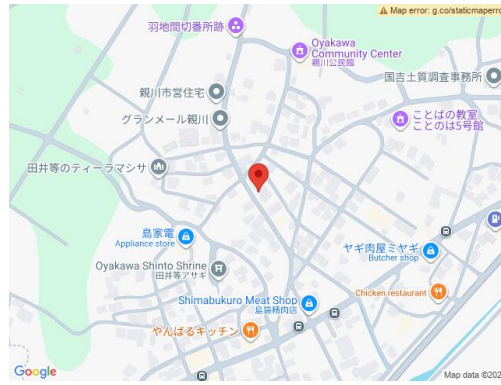 Map error: g.co/staticmaperro
羽地間切番所跡
Oyakawa
Community Center
親川公民館
国吉土質調査事務所
親川市営住宅
グランメール親川
ことばの教室
ことのは5号館
田井等のティーラマシサ
島家電
Appliance store
ヤギ肉屋ミヤギ
Butcher shop
Oyakawa Shinto Shrine
田井等アサギ
Chicken restaurant
Shimabukuro Meat Shop
島袋精肉店
やんばるキッチン
Google
Map data ©202